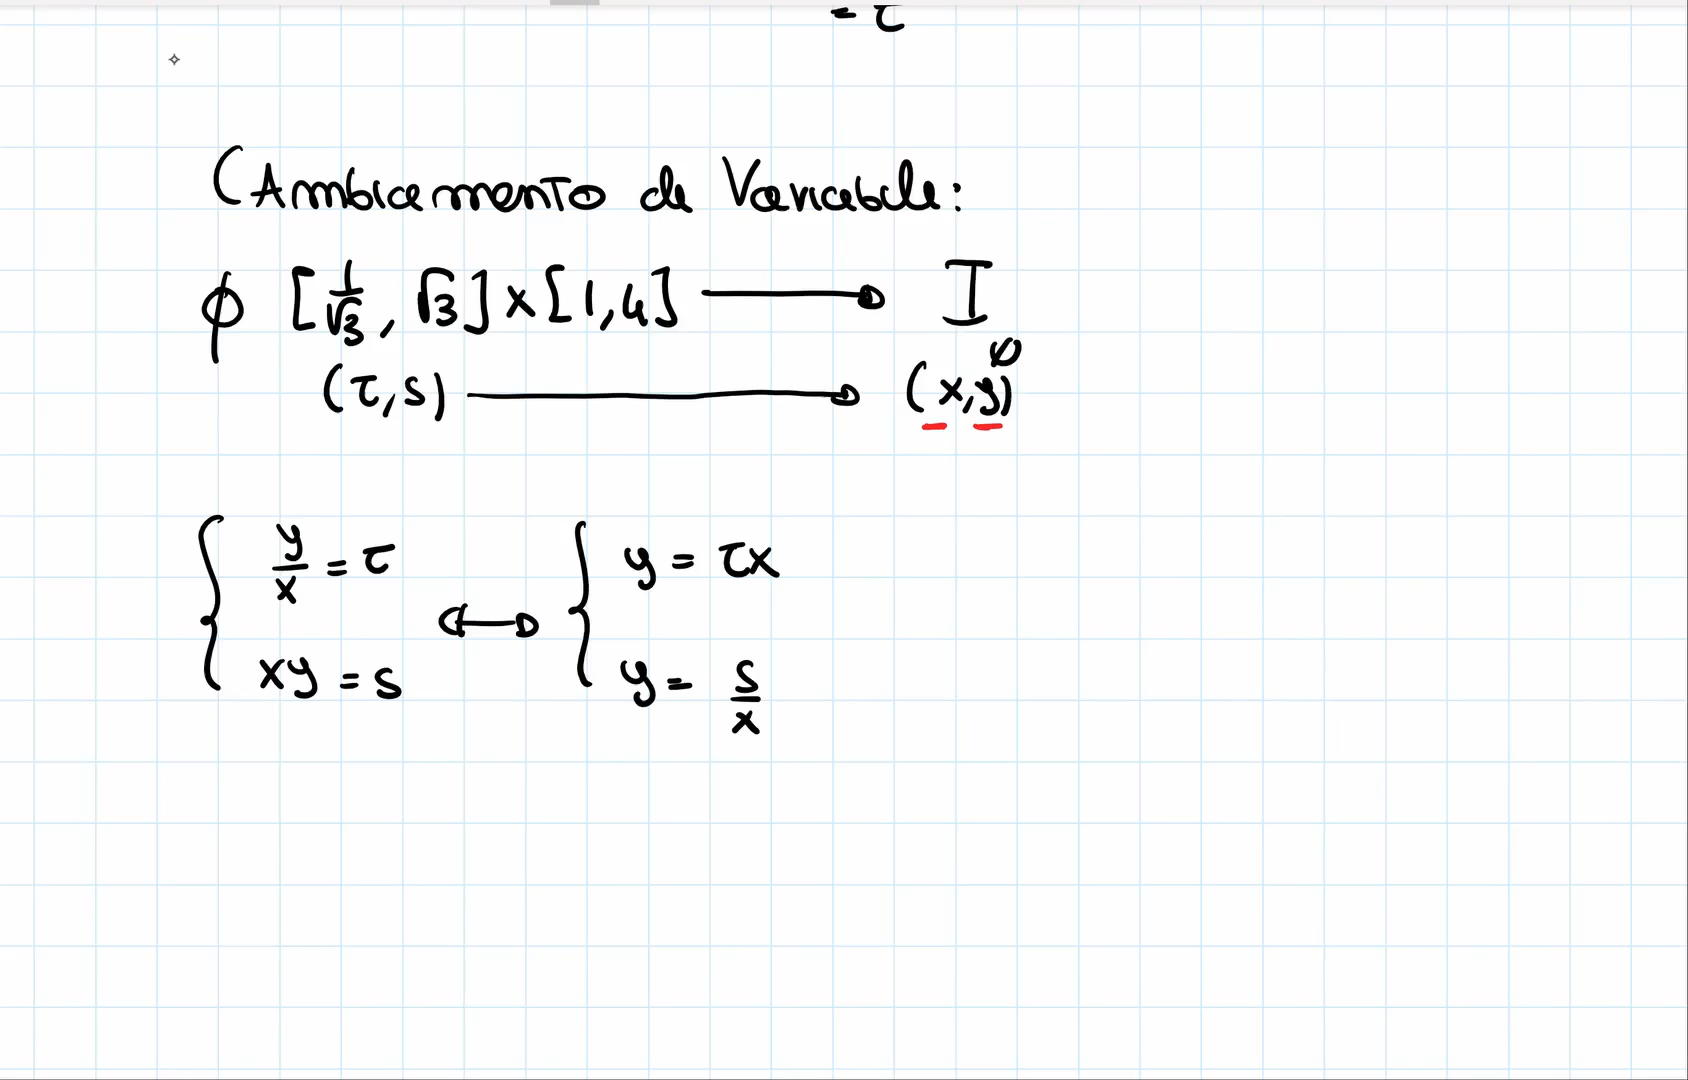 = τ
Cambiamento di Variabile:
ϕ [1/√3, √3] × [1,4] → I
(τ,s) → (x,y)
{ y/x = τ ↔ { y = τx
xy = s y = s/x